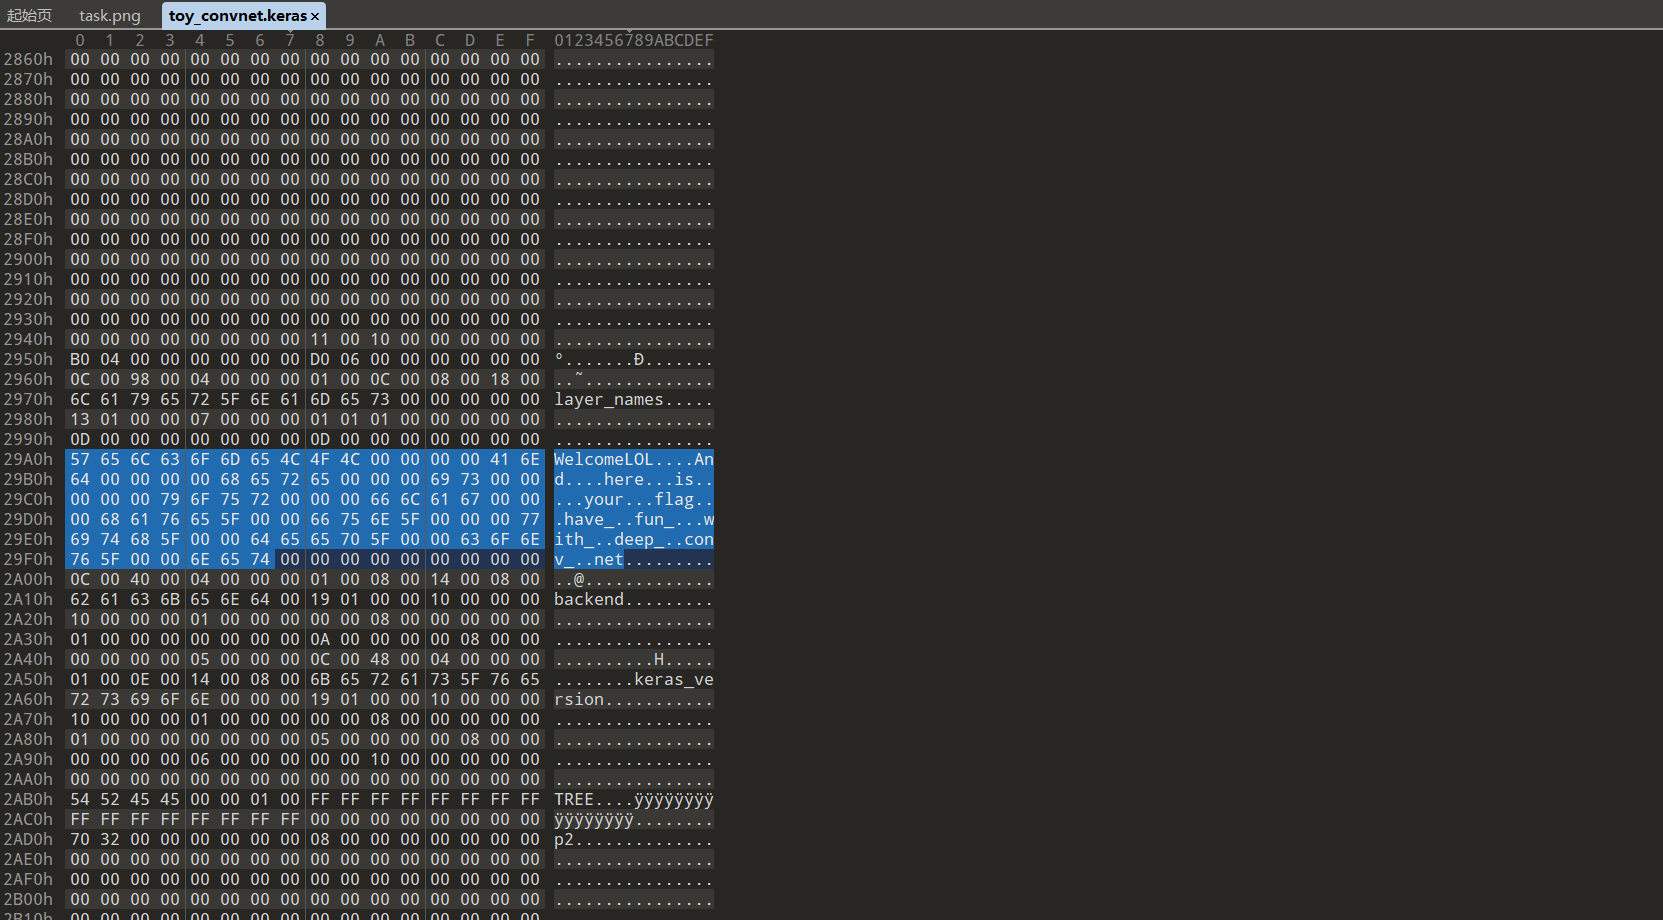 起始页 task.png toy_convnet.keras ×
0 1 2 3 4 5 6 7 8 9 A B C D E F 0123456789ABCDEF
2860h 00 00 00 00 00 00 00 00 00 00 00 00 00 00 00 00 ................
2870h 00 00 00 00 00 00 00 00 00 00 00 00 00 00 00 00 ................
2880h 00 00 00 00 00 00 00 00 00 00 00 00 00 00 00 00 ................
2890h 00 00 00 00 00 00 00 00 00 00 00 00 00 00 00 00 ................
28A0h 00 00 00 00 00 00 00 00 00 00 00 00 00 00 00 00 ................
28B0h 00 00 00 00 00 00 00 00 00 00 00 00 00 00 00 00 ................
28C0h 00 00 00 00 00 00 00 00 00 00 00 00 00 00 00 00 ................
28D0h 00 00 00 00 00 00 00 00 00 00 00 00 00 00 00 00 ................
28E0h 00 00 00 00 00 00 00 00 00 00 00 00 00 00 00 00 ................
28F0h 00 00 00 00 00 00 00 00 00 00 00 00 00 00 00 00 ................
2900h 00 00 00 00 00 00 00 00 00 00 00 00 00 00 00 00 ................
2910h 00 00 00 00 00 00 00 00 00 00 00 00 00 00 00 00 ................
2920h 00 00 00 00 00 00 00 00 00 00 00 00 00 00 00 00 ................
2930h 00 00 00 00 00 00 00 00 00 00 00 00 00 00 00 00 ................
2940h 00 00 00 00 00 00 00 00 11 00 10 00 00 00 00 00 ................
2950h B0 04 00 00 00 00 00 00 D0 06 00 00 00 00 00 00 °.......Ð.......
2960h 0C 00 98 00 04 00 00 00 01 00 0C 00 08 00 18 00 ..˜.............
2970h 6C 61 79 65 72 5F 6E 61 6D 65 73 00 00 00 00 00 layer_names.....
2980h 13 01 00 00 07 00 00 00 01 01 01 00 00 00 00 00 ................
2990h 0D 00 00 00 00 00 00 00 0D 00 00 00 00 00 00 00 ................
29A0h 57 65 6C 63 6F 6D 65 4C 4F 4C 00 00 00 00 41 6E WelcomeLOL....An
29B0h 64 00 00 00 00 68 65 72 65 00 00 00 00 69 73 00 d....here....is.
29C0h 00 00 00 79 6F 75 72 00 00 00 66 6C 61 67 00 00 ...your...flag..
29D0h 00 68 61 76 65 5F 00 00 66 75 6E 5F 00 00 00 77 .have_..fun_...w
29E0h 69 74 68 5F 00 00 64 65 65 70 5F 00 00 63 6F 6E ith_..deep_..con
29F0h 76 5F 00 00 6E 65 74 00 00 00 00 00 00 00 00 00 v_..net.........
2A00h 0C 00 40 00 04 00 00 00 01 00 08 00 14 00 08 00 ..@.............
2A10h 62 61 63 6B 65 6E 64 00 19 01 00 00 10 00 00 00 backend.........
2A20h 10 00 00 00 01 00 00 00 00 00 08 00 00 00 00 00 ................
2A30h 01 00 00 00 00 00 00 00 0A 00 00 00 00 08 00 00 ................
2A40h 00 00 00 00 05 00 00 00 0C 00 48 00 04 00 00 00 ..........H.....
2A50h 01 00 0E 00 14 00 08 00 6B 65 72 61 73 5F 76 65 ........keras_ve
2A60h 72 73 69 6F 6E 00 00 00 19 01 00 00 10 00 00 00 rsion...........
2A70h 10 00 00 00 01 00 00 00 00 00 08 00 00 00 00 00 ................
2A80h 01 00 00 00 00 00 00 00 05 00 00 00 00 08 00 00 ................
2A90h 00 00 00 00 06 00 00 00 00 00 10 00 00 00 00 00 ................
2AA0h 00 00 00 00 00 00 00 00 00 00 00 00 00 00 00 00 ................
2AB0h 54 52 45 45 00 00 01 00 FF FF FF FF FF FF FF FF TREE....ÿÿÿÿÿÿÿÿ
2AC0h FF FF FF FF FF FF FF FF 00 00 00 00 00 00 00 00 ÿÿÿÿÿÿÿÿ........
2AD0h 70 32 00 00 00 00 00 00 08 00 00 00 00 00 00 00 p2..............
2AE0h 00 00 00 00 00 00 00 00 00 00 00 00 00 00 00 00 ................
2AF0h 00 00 00 00 00 00 00 00 00 00 00 00 00 00 00 00 ................
2B00h 00 00 00 00 00 00 00 00 00 00 00 00 00 00 00 00 ................
2B10h 00 00 00 00 00 00 00 00 00 00 00 00 00 00 00 00